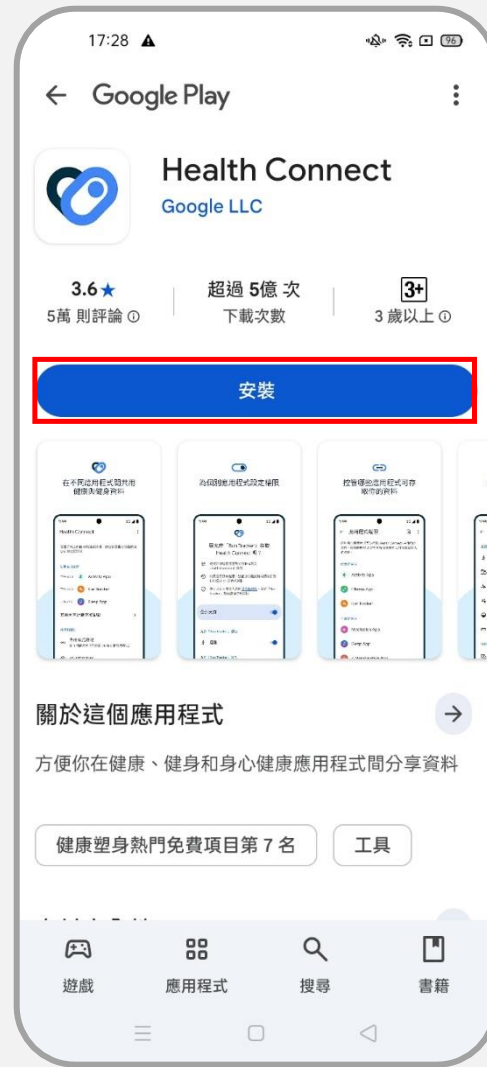 17:28
96
Google Play
Health Connect
Google LLC
3.6★
5萬 則評論
超過 5億 次
下載次數
3+
3 歲以上
安裝
在不同應用程式間共用
健康與健身資料
為個別應用程式設定權限
控管哪些應用程式可存
取你的資料
關於這個應用程式
方便你在健康、健身和身心健康應用程式間分享資料
健康塑身熱門免費項目第 7 名
工具
遊戲
應用程式
搜尋
書籍